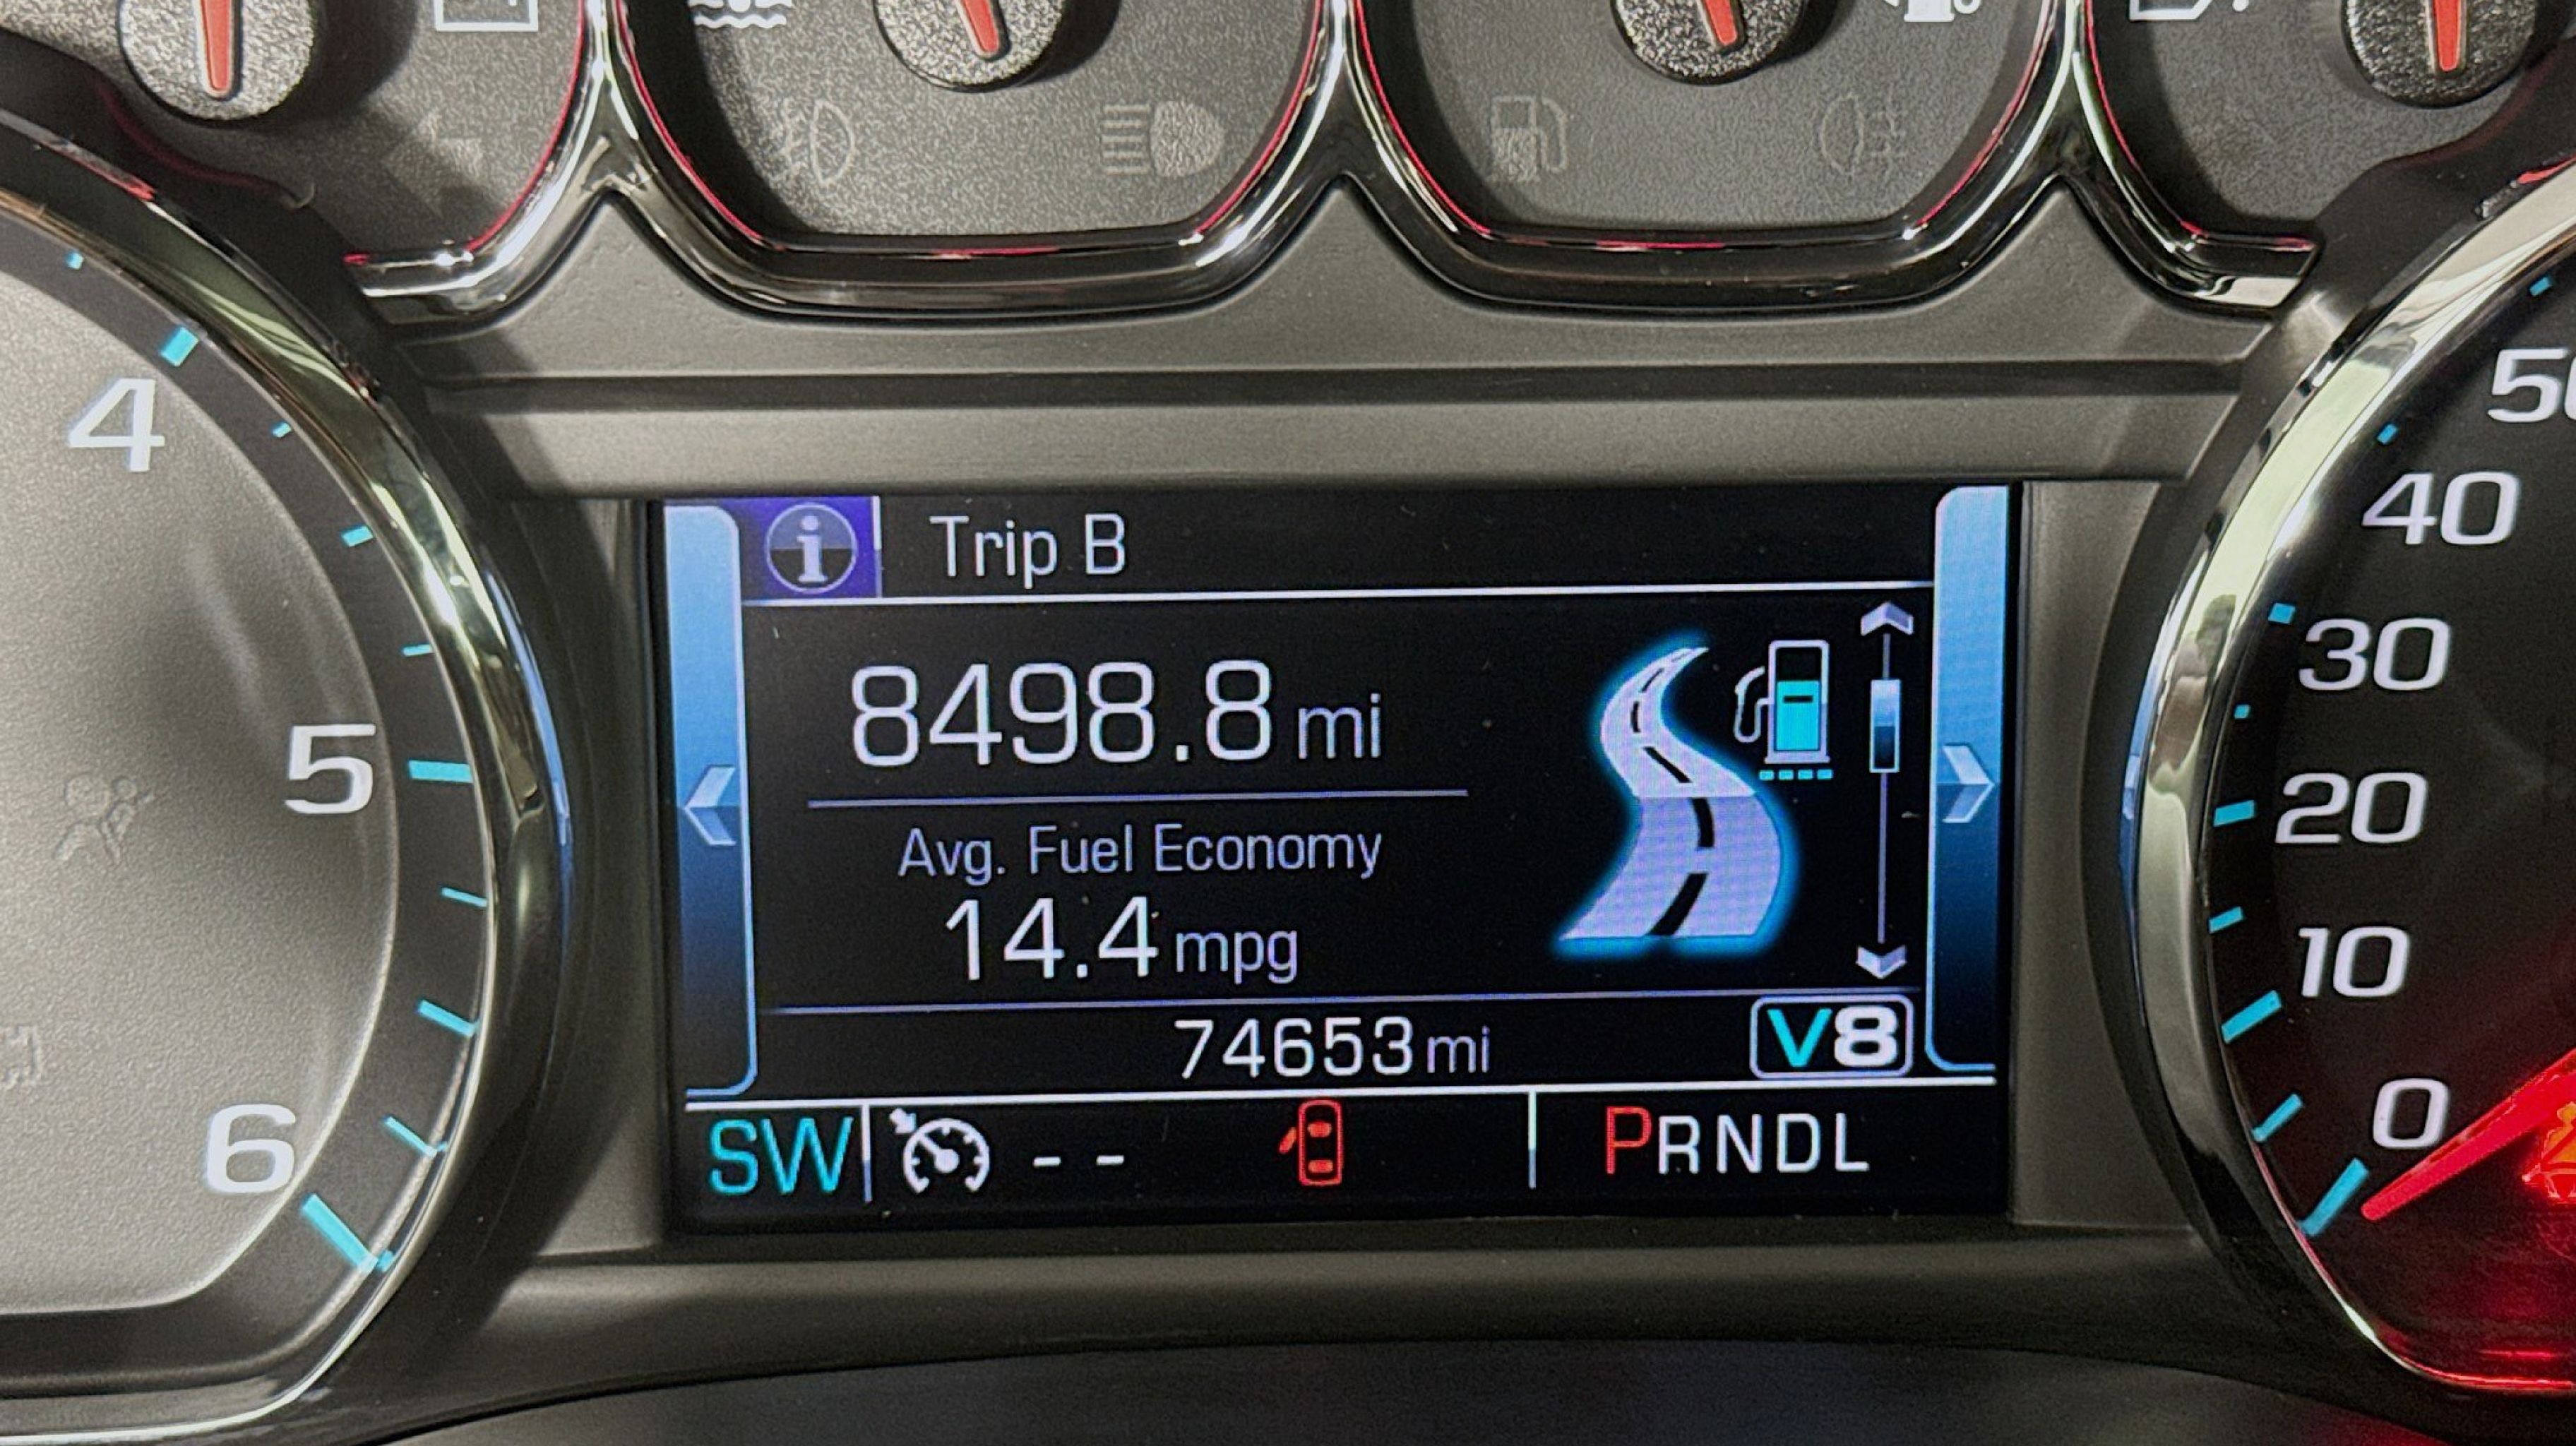 Trip B
8498.8 mi
Avg. Fuel Economy
14.4 mpg
74653 mi
V8
SW
- -
PRNDL
4
5
6
40
30
20
10
0